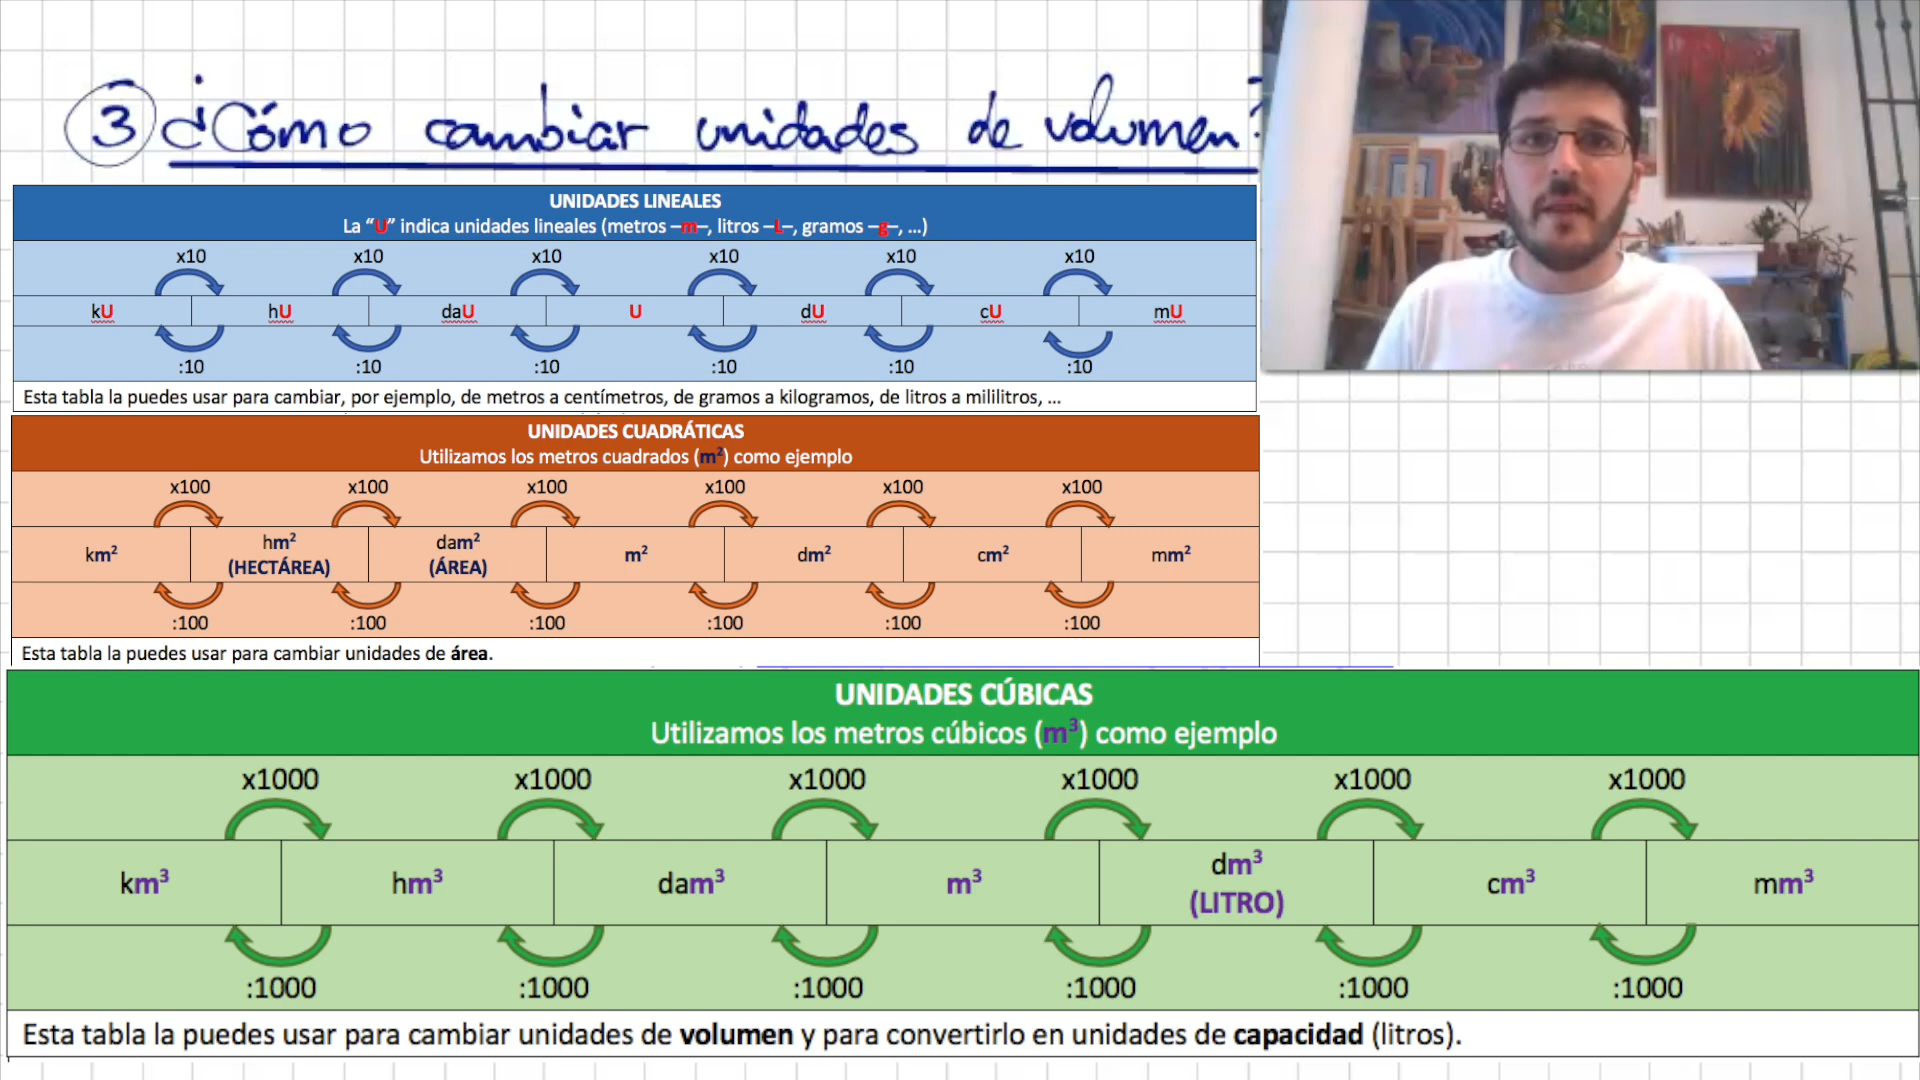 ③ ¿Cómo cambiar unidades de volumen?
UNIDADES LINEALES
La “U” indica unidades lineales (metros –m–, litros –L–, gramos –g–, ...)
x10 x10 x10 x10 x10 x10
kU hU daU U dU cU mU
:10 :10 :10 :10 :10 :10
Esta tabla la puedes usar para cambiar, por ejemplo, de metros a centímetros, de gramos a kilogramos, de litros a mililitros, ...
UNIDADES CUADRÁTICAS
Utilizamos los metros cuadrados (m²) como ejemplo
x100 x100 x100 x100 x100 x100
km² hm² (HECTÁREA) dam² (ÁREA) m² dm² cm² mm²
:100 :100 :100 :100 :100 :100
Esta tabla la puedes usar para cambiar unidades de área.
UNIDADES CÚBICAS
Utilizamos los metros cúbicos (m³) como ejemplo
x1000 x1000 x1000 x1000 x1000 x1000
km³ hm³ dam³ m³ dm³ (LITRO) cm³ mm³
:1000 :1000 :1000 :1000 :1000 :1000
Esta tabla la puedes usar para cambiar unidades de volumen y para convertirlo en unidades de capacidad (litros).